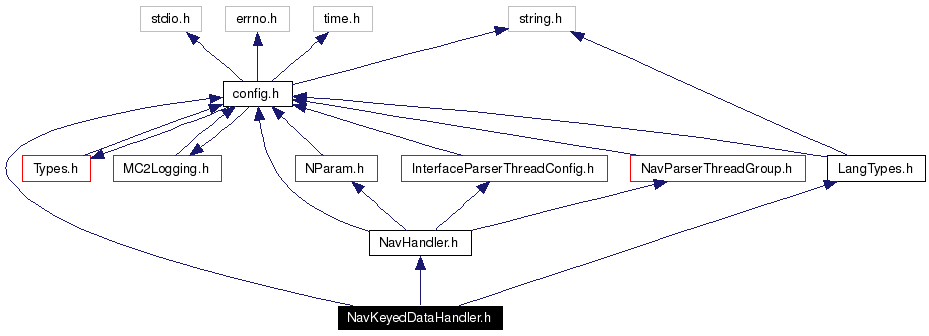 stdio.h errno.h time.h string.h
config.h
Types.h MC2Logging.h NParam.h InterfaceParserThreadConfig.h NavParserThreadGroup.h LangTypes.h
NavHandler.h
NavKeyedDataHandler.h